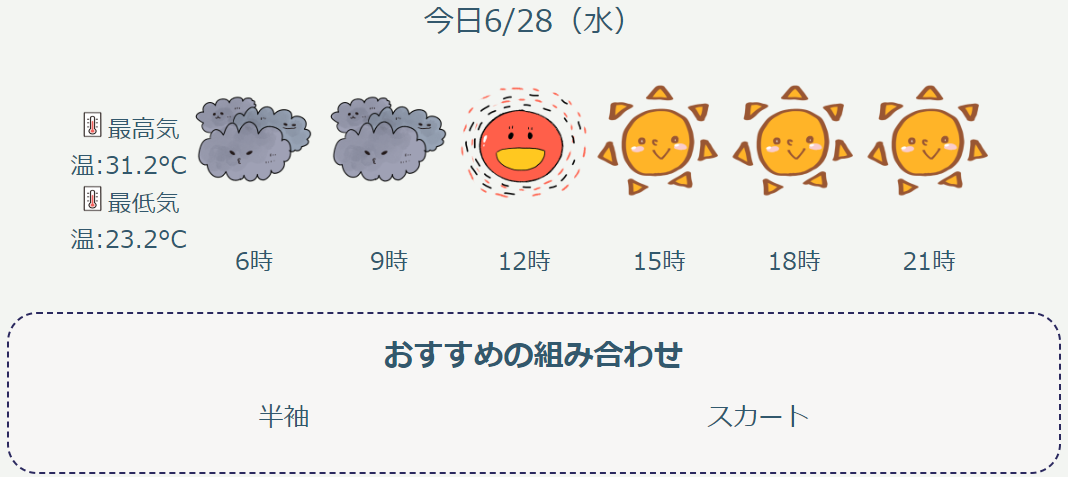 今日6/28（水）
最高気
温:31.2°C
最低気
温:23.2°C
6時
9時
12時
15時
18時
21時
おすすめの組み合わせ
半袖
スカート